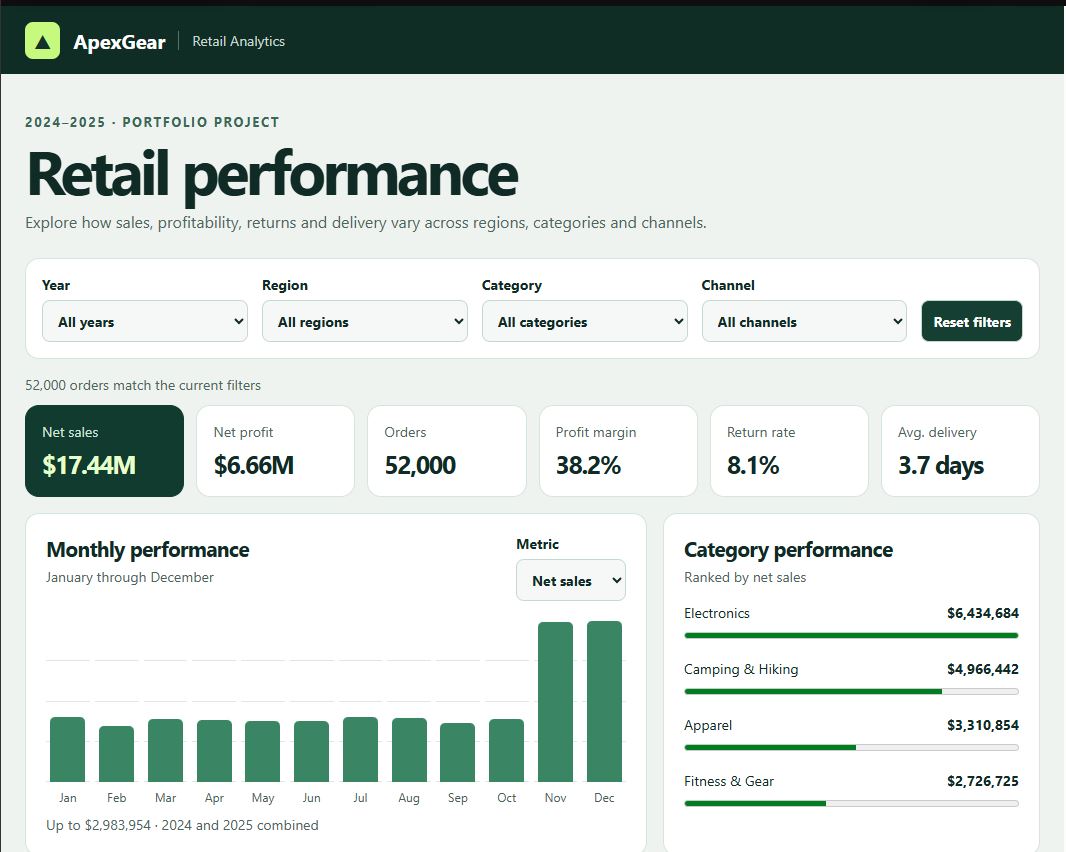 ApexGear
Retail Analytics
2024–2025 · PORTFOLIO PROJECT
Retail performance
Explore how sales, profitability, returns and delivery vary across regions, categories and channels.
Year
Region
Category
Channel
All years
All regions
All categories
All channels
Reset filters
52,000 orders match the current filters
Net sales
$17.44M
Net profit
$6.66M
Orders
52,000
Profit margin
38.2%
Return rate
8.1%
Avg. delivery
3.7 days
Monthly performance
January through December
Metric
Net sales
Jan Feb Mar Apr May Jun Jul Aug Sep Oct Nov Dec
Up to $2,983,954 · 2024 and 2025 combined
Category performance
Ranked by net sales
Electronics $6,434,684
Camping & Hiking $4,966,442
Apparel $3,310,854
Fitness & Gear $2,726,725